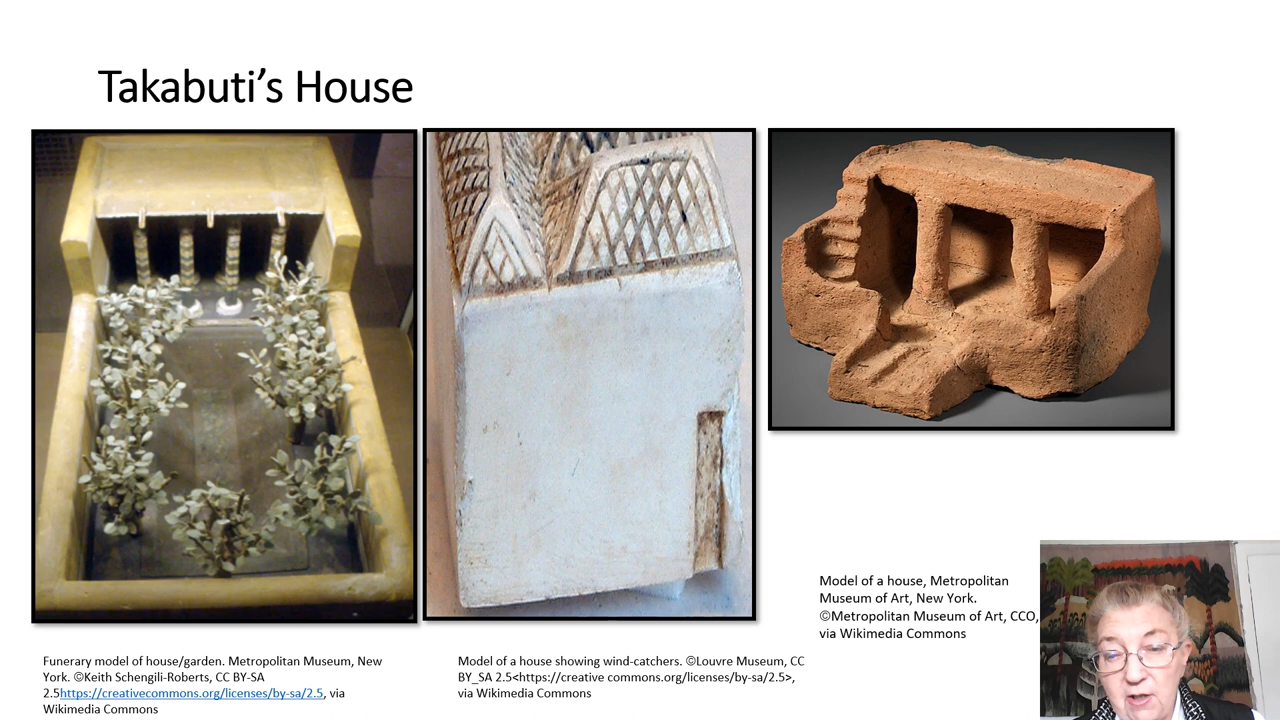 Takabuti’s House
Funerary model of house/garden. Metropolitan Museum, New
York. ©Keith Schengili-Roberts, CC BY-SA
2.5https://creativecommons.org/licenses/by-sa/2.5, via
Wikimedia Commons
Model of a house showing wind-catchers. ©Louvre Museum, CC
BY_SA 2.5<https://creative commons.org/licenses/by-sa/2.5>,
via Wikimedia Commons
Model of a house, Metropolitan
Museum of Art, New York.
©Metropolitan Museum of Art, CCO,
via Wikimedia Commons